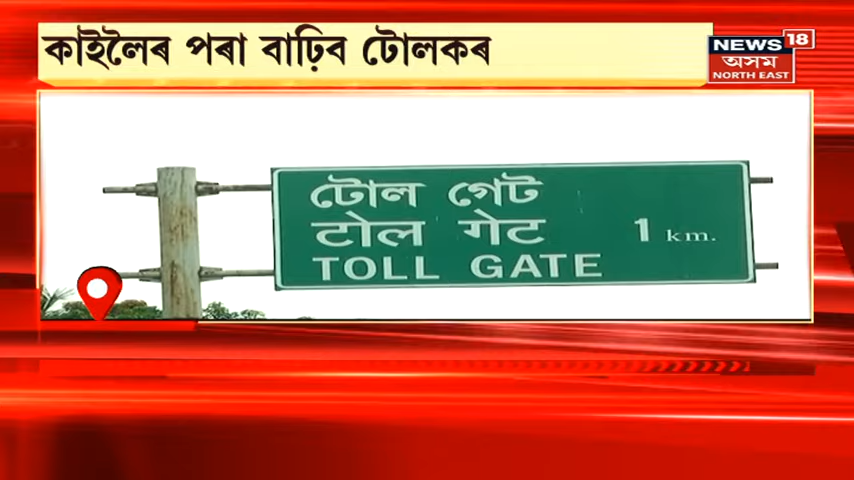 কাইলৈৰ পৰা বাঢ়িব টোলকৰ
NEWS 18
অসম
NORTH EAST
টোল গেট
टोल गेट
1 km.
TOLL GATE